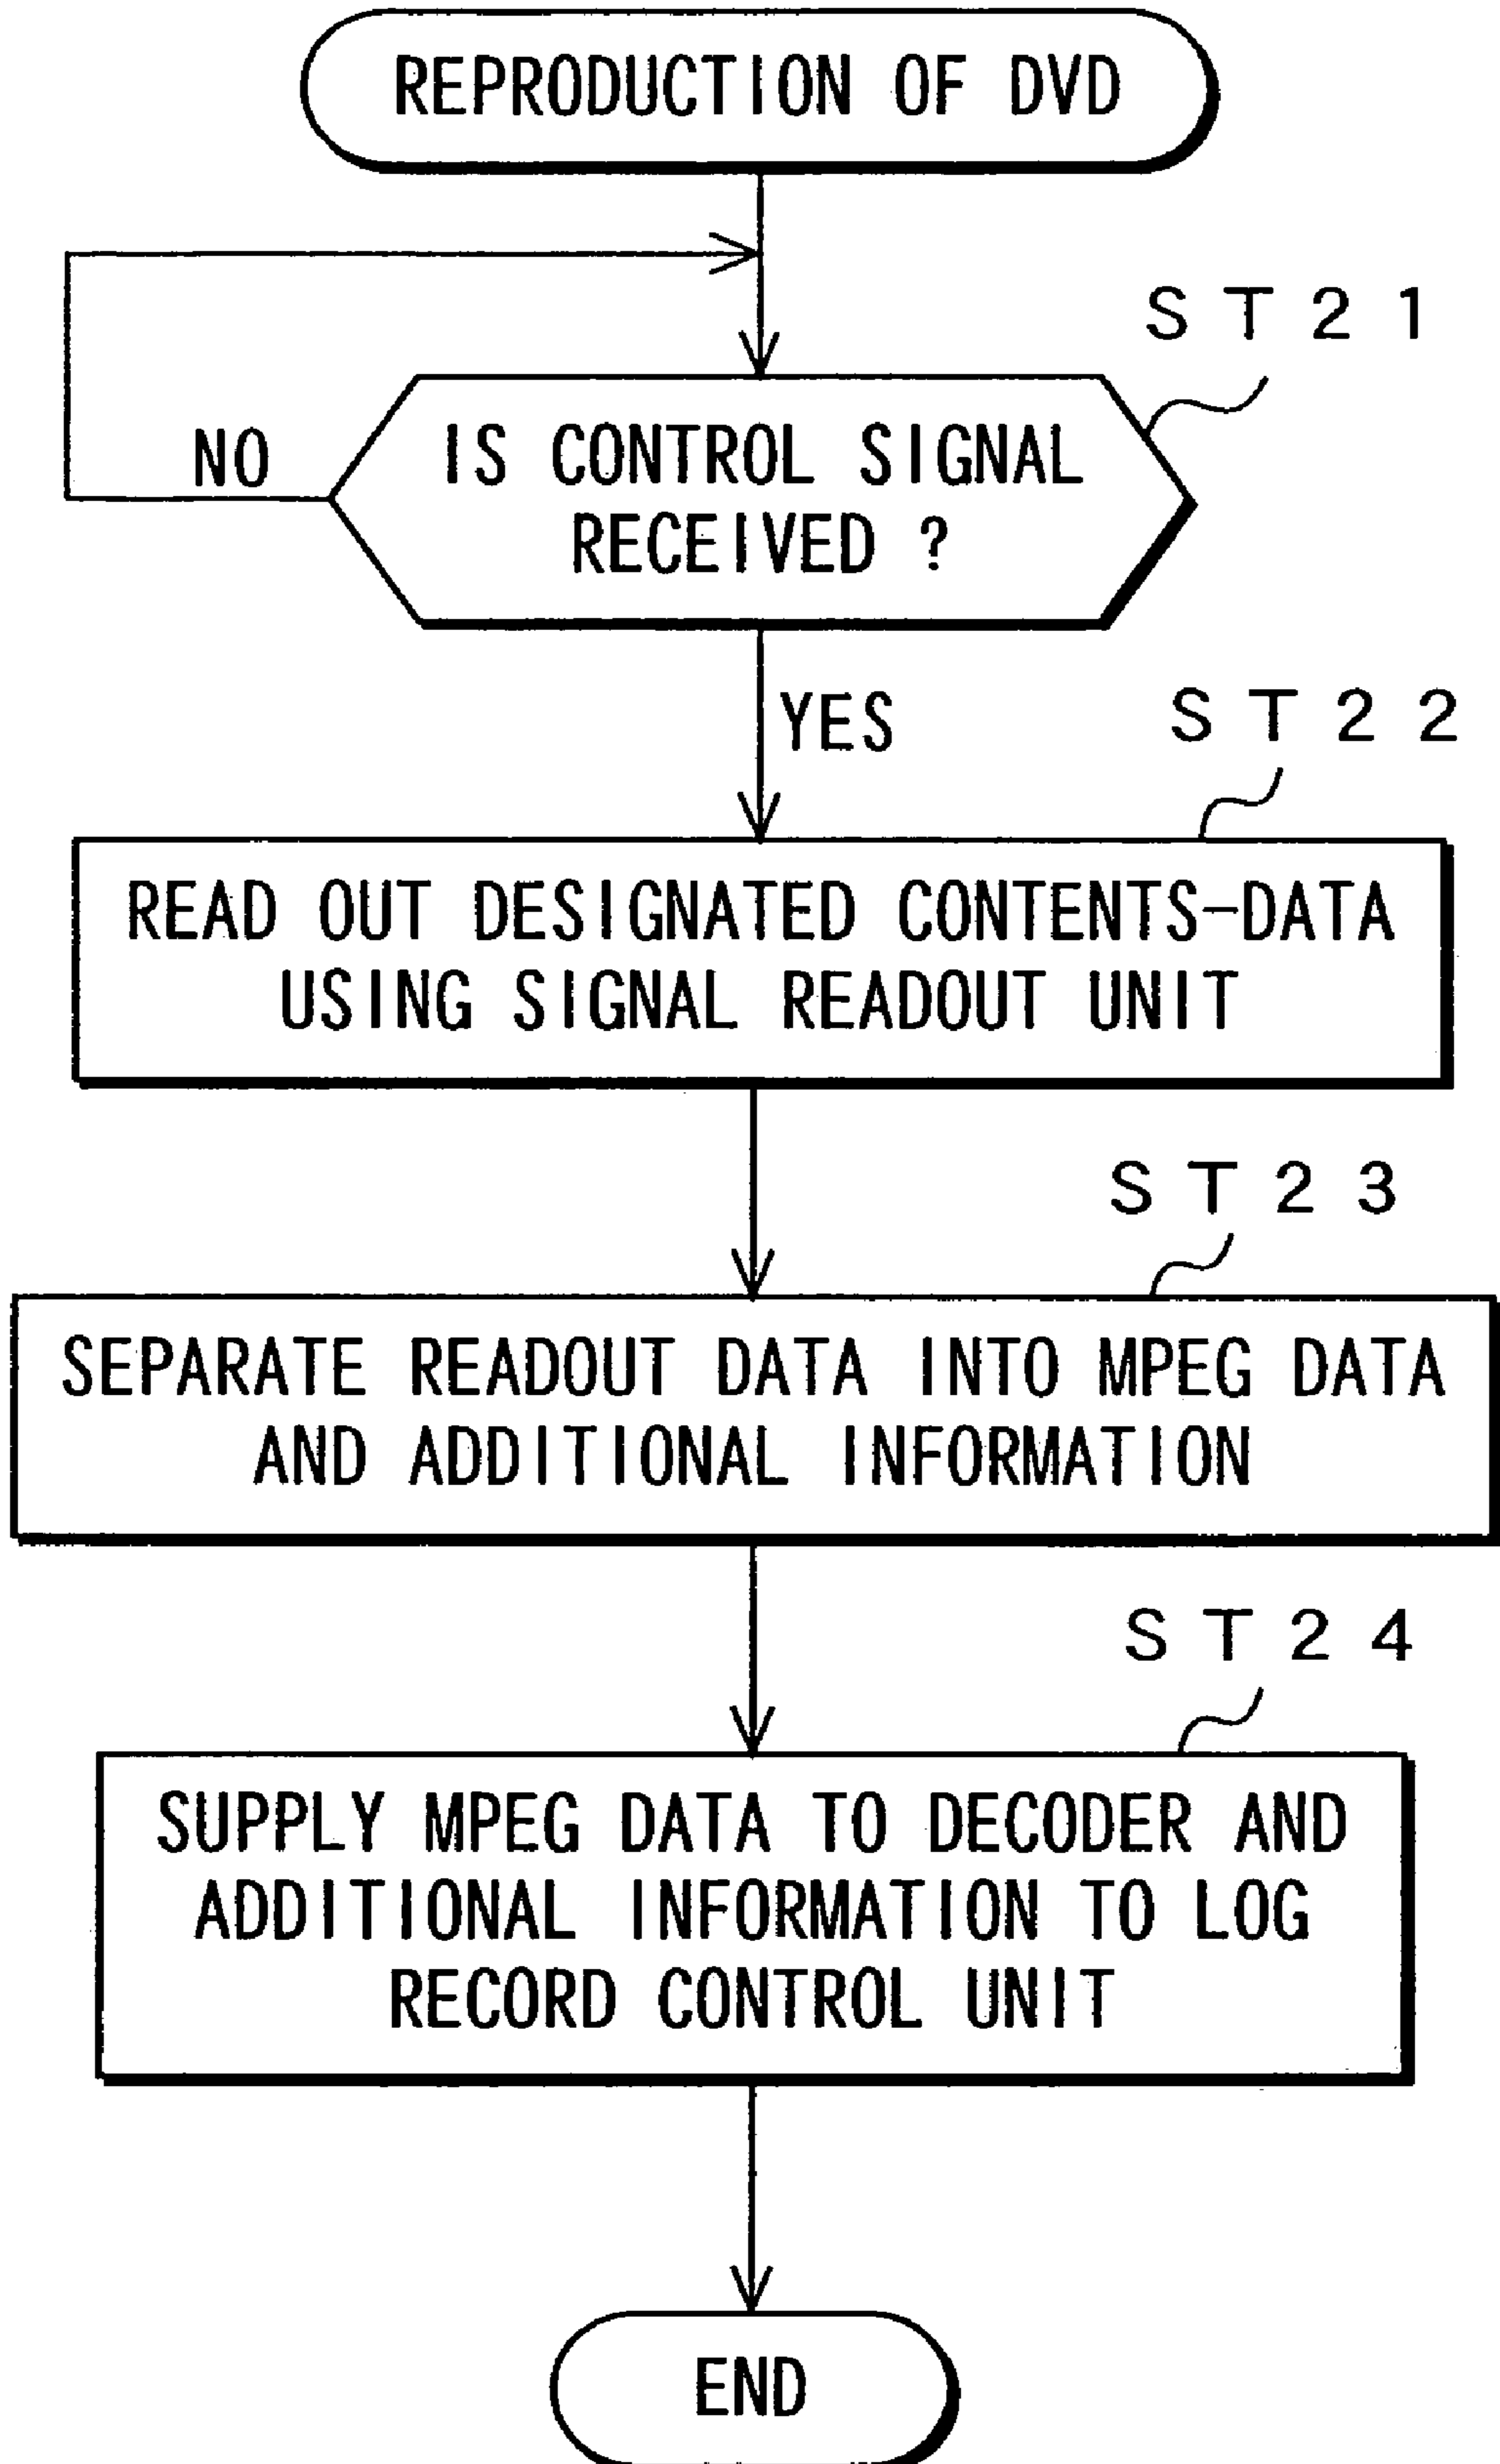 REPRODUCTION OF DVD
ST21
NO
IS CONTROL SIGNAL
RECEIVED ?
YES
ST22
READ OUT DESIGNATED CONTENTS-DATA
USING SIGNAL READOUT UNIT
ST23
SEPARATE READOUT DATA INTO MPEG DATA
AND ADDITIONAL INFORMATION
ST24
SUPPLY MPEG DATA TO DECODER AND
ADDITIONAL INFORMATION TO LOG
RECORD CONTROL UNIT
END